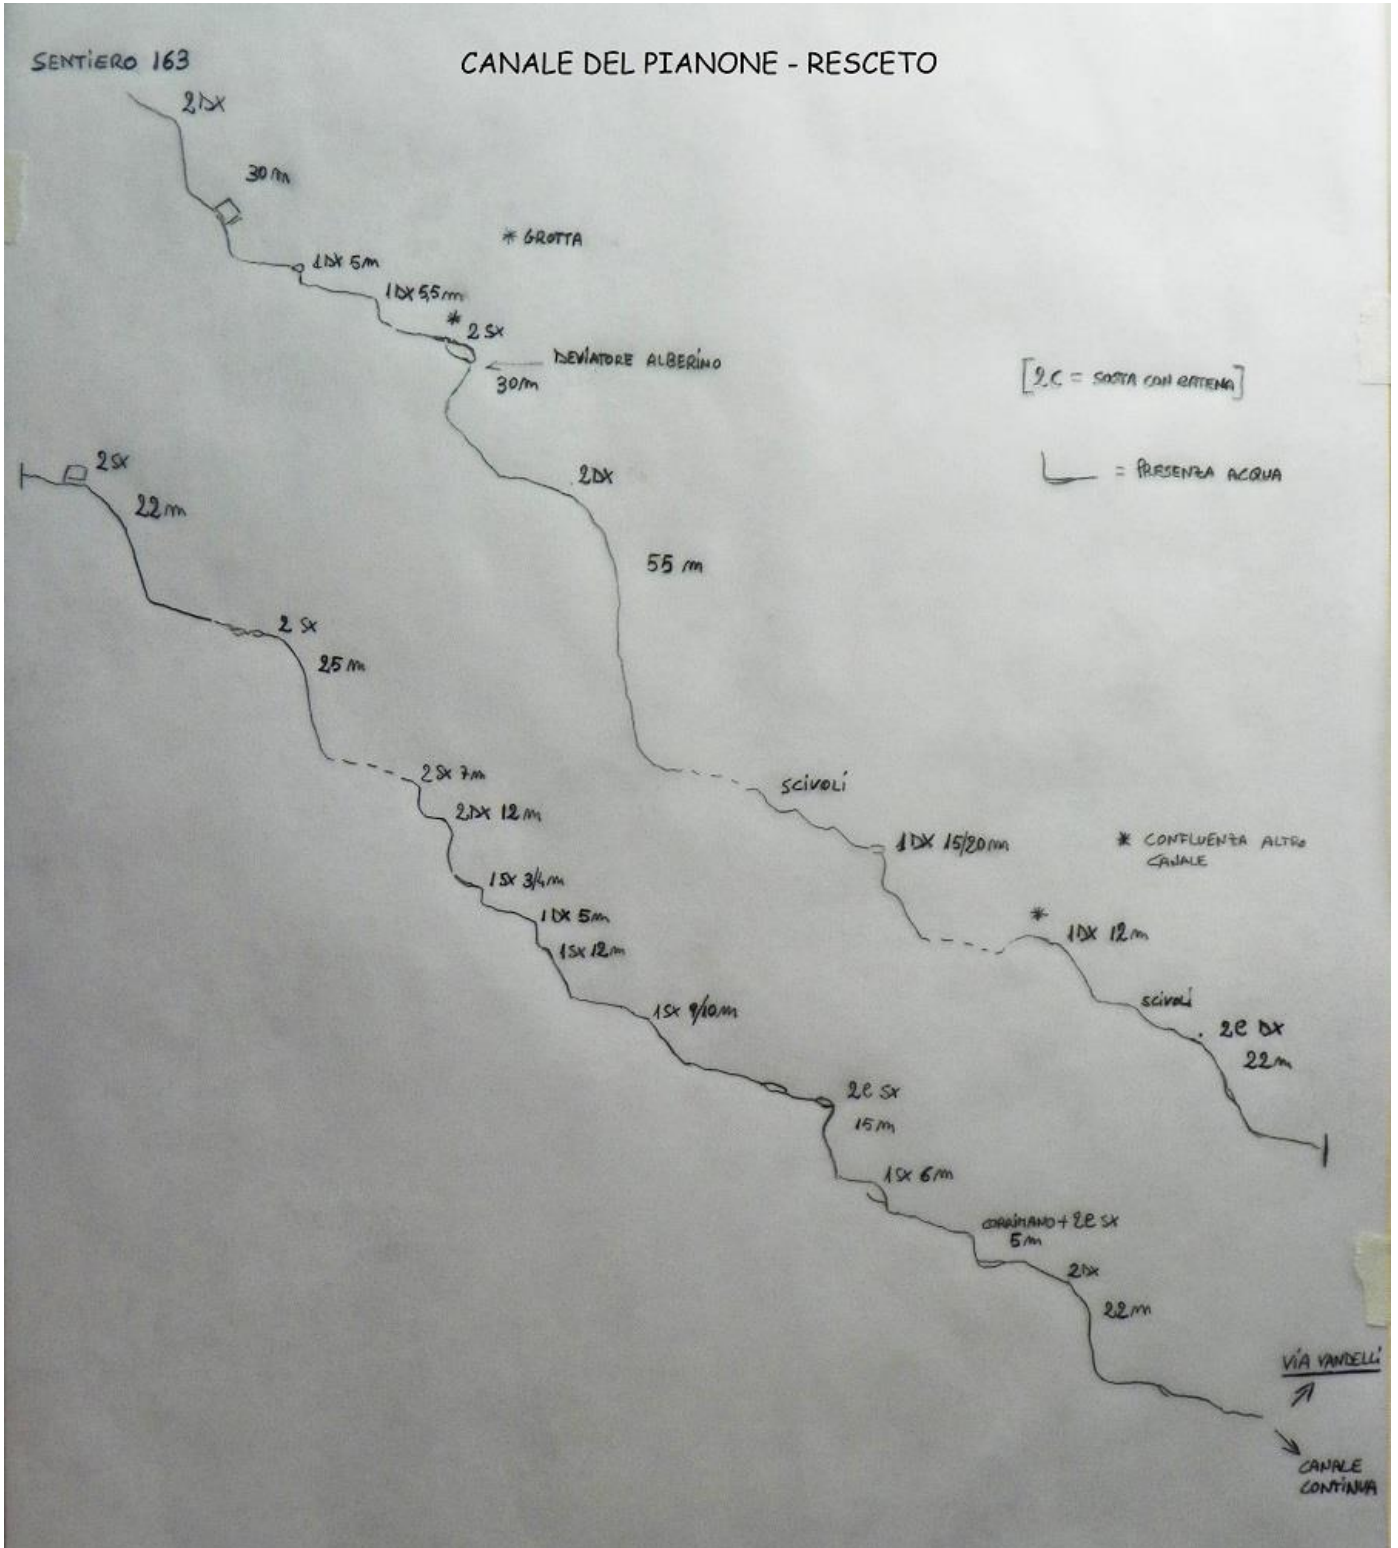 SENTIERO 163
CANALE DEL PIANONE - RESCETO
2DX
30m
* GROTTA
1DX 5m
1DX 5,5m
*
2 SX
DEVIATORE ALBERINO
30m
[2C = SOSTA CON CATENA]
= PRESENZA ACQUA
2DX
55 m
scivoli
1DX 15/20m
* CONFLUENZA ALTRO
CANALE
*
1DX 12m
scivoli
2C DX
22m
2SX
22m
2 SX
25m
2SX 7m
2DX 12m
1SX 3/4m
1DX 5m
1SX 12m
1SX 9/10m
2C SX
15m
1SX 6m
CORRIMANO + 2C SX
5m
2DX
22m
VIA VANDELLI
CANALE
CONTINUA